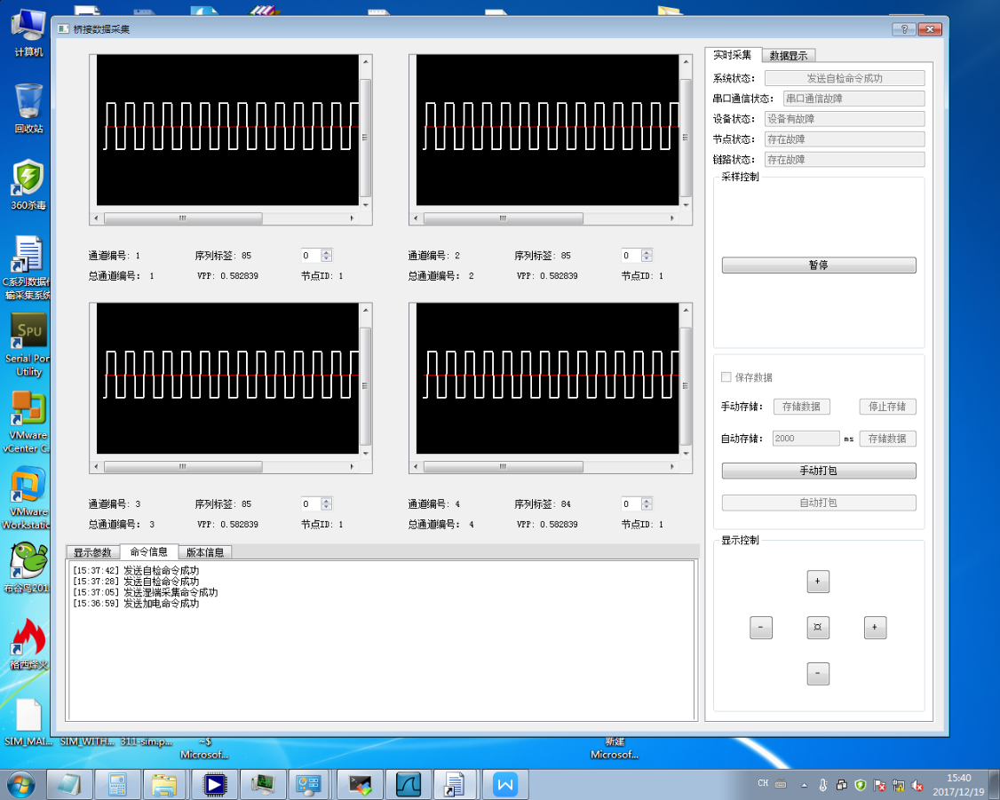 计算机
回收站
360杀毒
C系列数据传
输采集系统
Serial Port
Utility
VMware
vCenter C...
VMware
Workstatio
布谷鸟201
格西烽火
SIM_MAI...
SIM_WITH...
311-sim.p...
~$
Microsof...
新建
Microsof...
桥接数据采集
通道编号: 1
序列标签: 85
0
总通道编号: 1
VPP: 0.582839
节点ID: 1
通道编号: 2
序列标签: 85
0
总通道编号: 2
VPP: 0.582839
节点ID: 1
通道编号: 3
序列标签: 85
0
总通道编号: 3
VPP: 0.582839
节点ID: 1
通道编号: 4
序列标签: 84
0
总通道编号: 4
VPP: 0.582839
节点ID: 1
显示参数
命令信息
版本信息
[15:37:42] 发送自检命令成功
[15:37:28] 发送自检命令成功
[15:37:05] 发送湿端采集命令成功
[15:36:59] 发送加电命令成功
实时采集
数据显示
系统状态: 发送自检命令成功
串口通信状态: 串口通信故障
设备状态: 设备有故障
节点状态: 存在故障
链路状态: 存在故障
采样控制
暂停
保存数据
手动存储: 存储数据 停止存储
自动存储: 2000 ms 存储数据
手动打包
自动打包
显示控制
+
- ¤ +
-
SPU
CH
15:40
2017/12/19